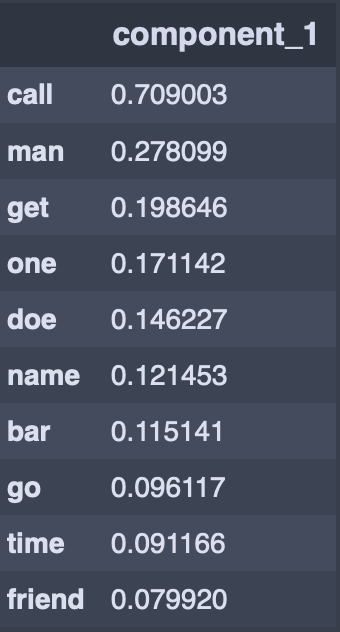 component_1
call 0.709003
man 0.278099
get 0.198646
one 0.171142
doe 0.146227
name 0.121453
bar 0.115141
go 0.096117
time 0.091166
friend 0.079920